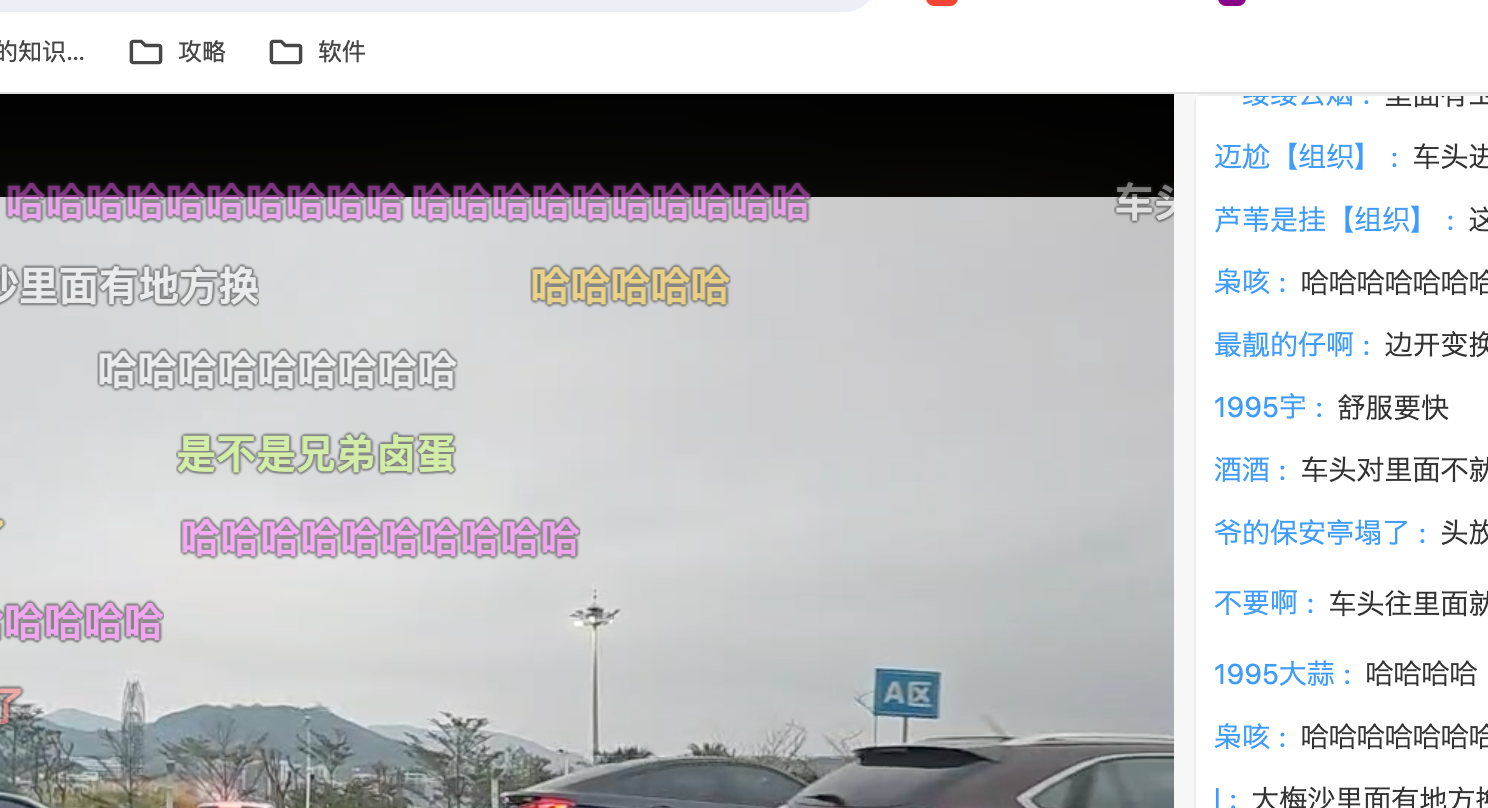 的知识...
攻略
软件
哈哈哈哈哈哈哈哈哈哈 哈哈哈哈哈哈哈哈哈哈
车头
沙里面有地方换
哈哈哈哈哈
哈哈哈哈哈哈哈哈哈
是不是兄弟卤蛋
哈哈哈哈哈哈哈哈哈哈
哈哈哈哈
了
A区
缕缕云烟：里面有
迈尬【组织】：车头进
芦苇是挂【组织】：这
枭咳：哈哈哈哈哈哈哈
最靓的仔啊：边开变换
1995宇：舒服要快
酒酒：车头对里面不就
爷的保安亭塌了：头放
不要啊：车头往里面就
1995大蒜：哈哈哈哈
枭咳：哈哈哈哈哈哈哈
：大梅沙里面有地方换